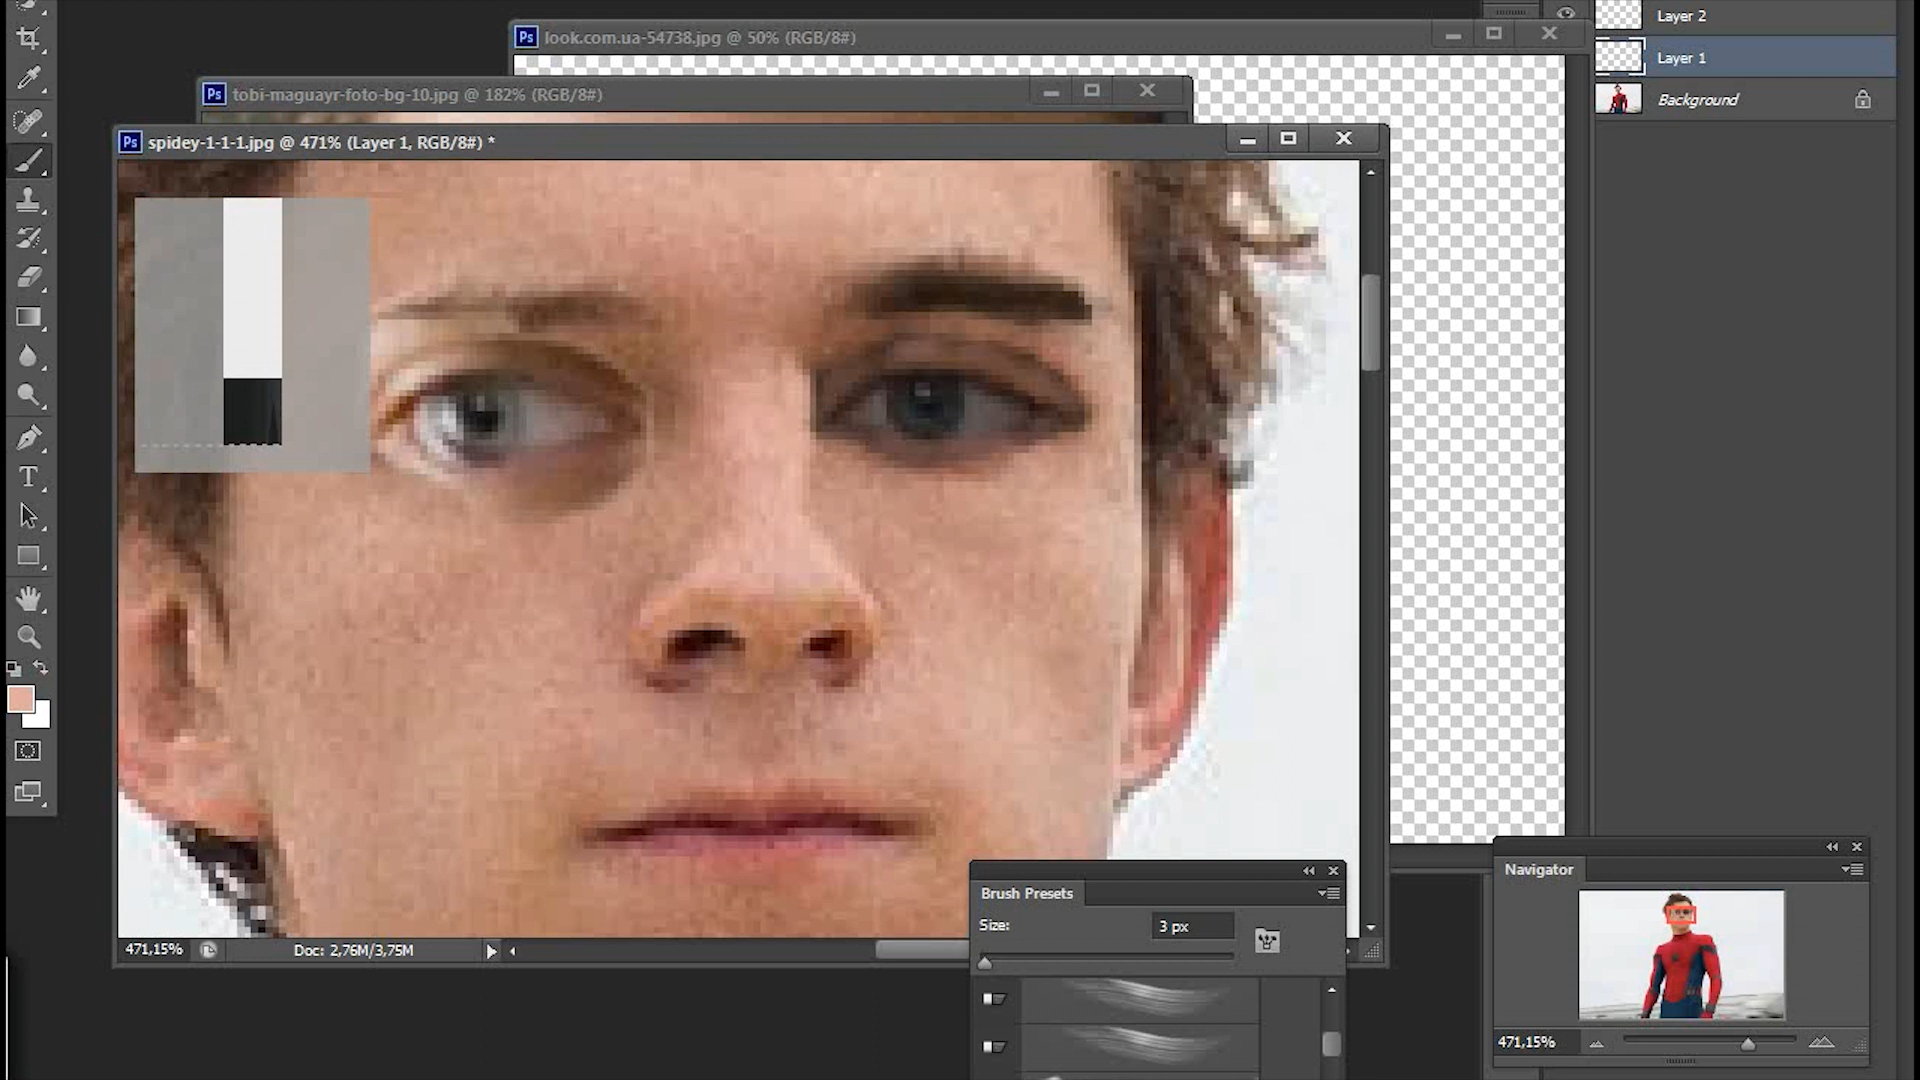 Layer 2
Ps look.com.ua-54738.jpg @ 50% (RGB/8#)
Layer 1
Ps tobi-maguayr-foto-bg-10.jpg @ 182% (RGB/8#)
Background
Ps spidey-1-1-1.jpg @ 471% (Layer 1, RGB/8#) *
T
Navigator
Brush Presets
Size:
3 px
471,15%
Doc: 2,76M/3,75M
471,15%